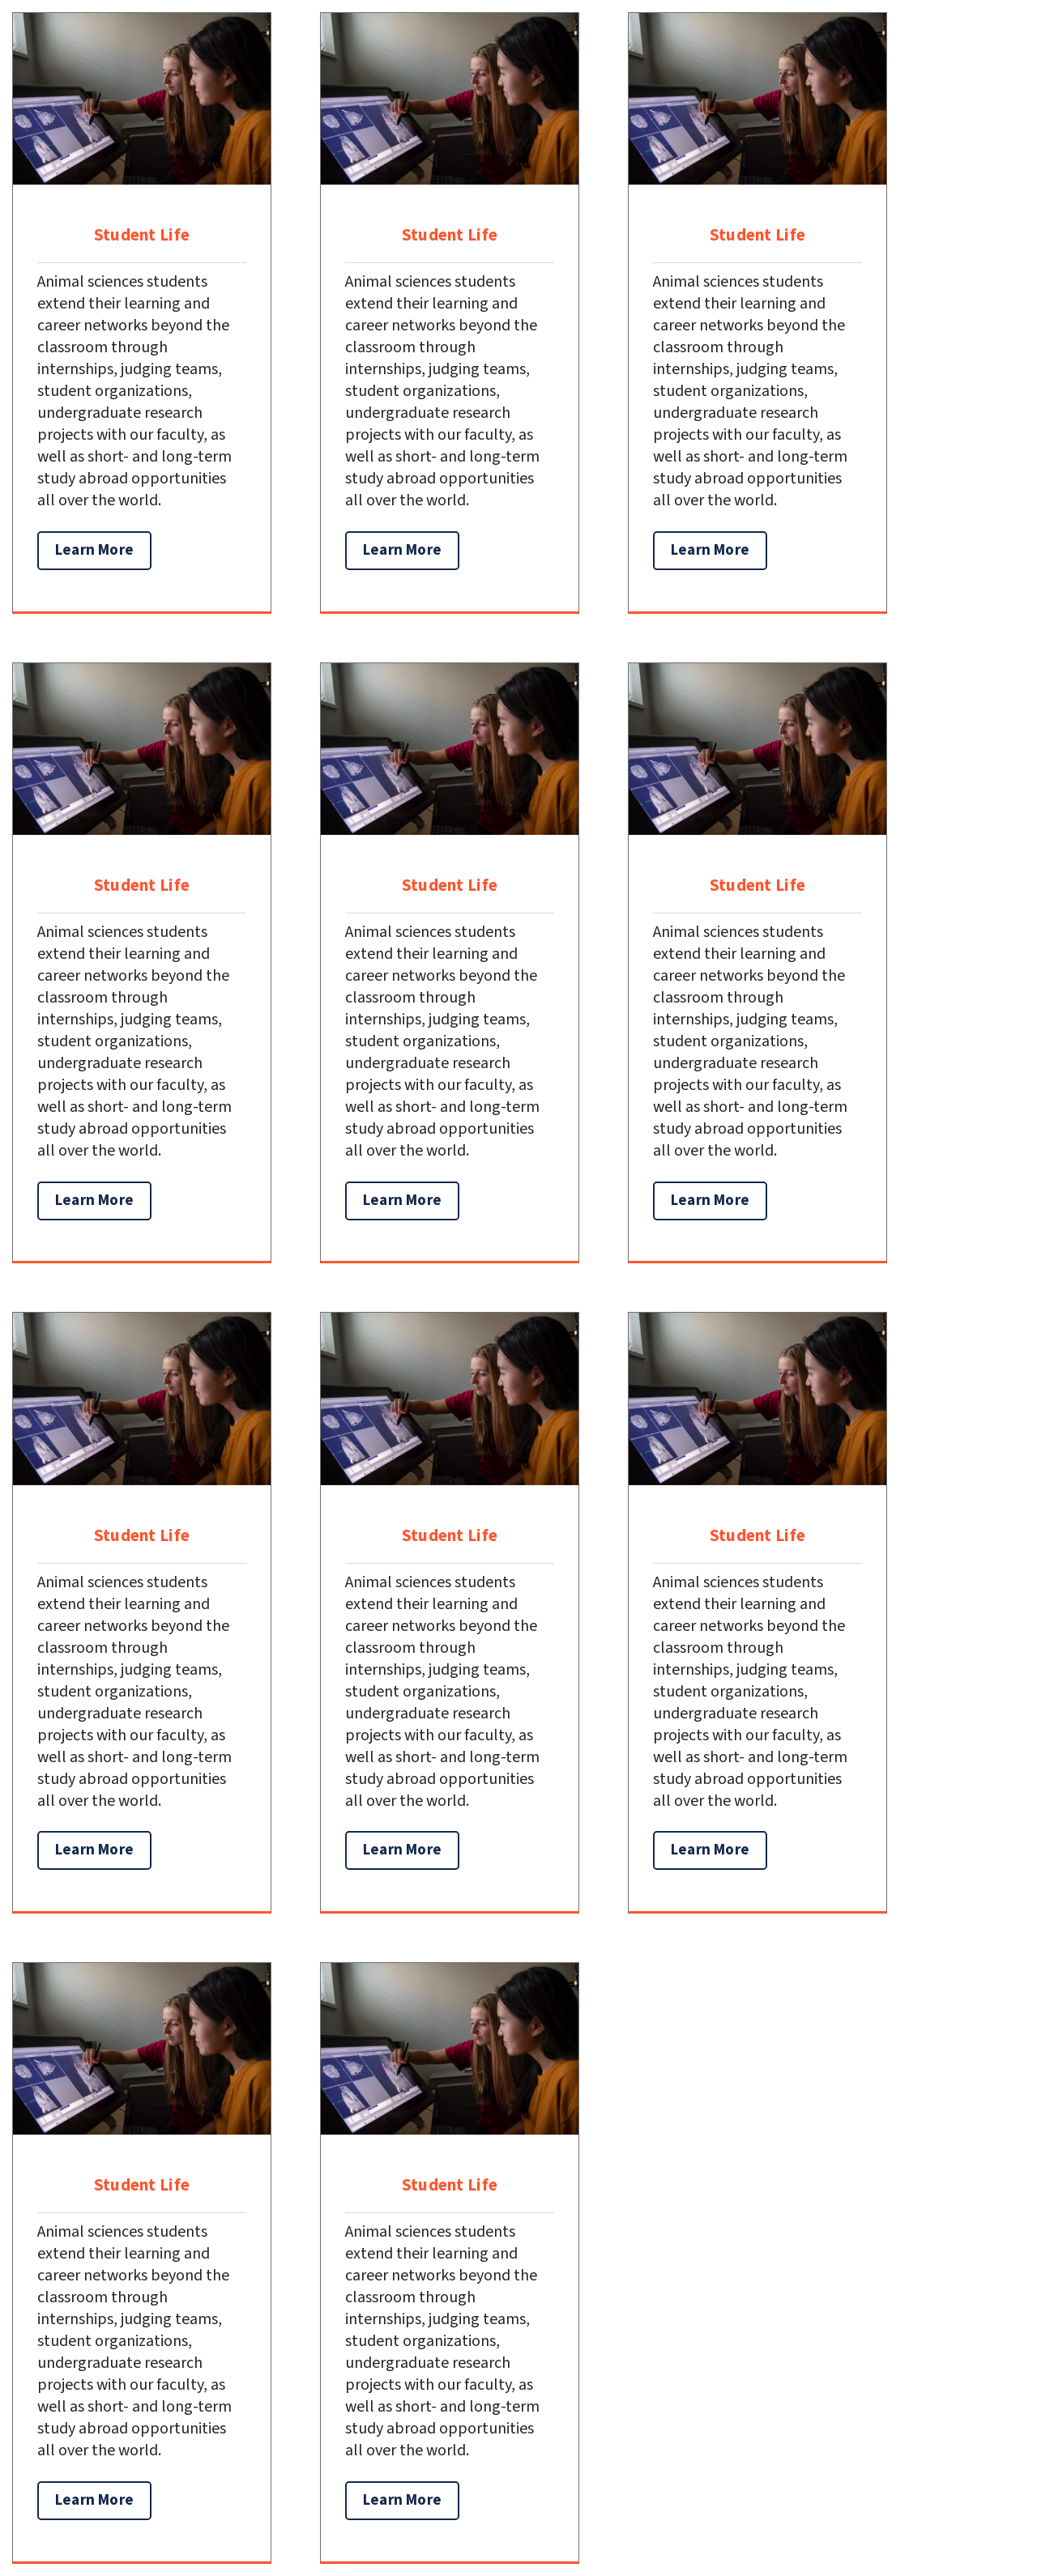 Student Life
Animal sciences students
extend their learning and
career networks beyond the
classroom through
internships, judging teams,
student organizations,
undergraduate research
projects with our faculty, as
well as short- and long-term
study abroad opportunities
all over the world.
Learn More
Student Life
Animal sciences students
extend their learning and
career networks beyond the
classroom through
internships, judging teams,
student organizations,
undergraduate research
projects with our faculty, as
well as short- and long-term
study abroad opportunities
all over the world.
Learn More
Student Life
Animal sciences students
extend their learning and
career networks beyond the
classroom through
internships, judging teams,
student organizations,
undergraduate research
projects with our faculty, as
well as short- and long-term
study abroad opportunities
all over the world.
Learn More
Student Life
Animal sciences students
extend their learning and
career networks beyond the
classroom through
internships, judging teams,
student organizations,
undergraduate research
projects with our faculty, as
well as short- and long-term
study abroad opportunities
all over the world.
Learn More
Student Life
Animal sciences students
extend their learning and
career networks beyond the
classroom through
internships, judging teams,
student organizations,
undergraduate research
projects with our faculty, as
well as short- and long-term
study abroad opportunities
all over the world.
Learn More
Student Life
Animal sciences students
extend their learning and
career networks beyond the
classroom through
internships, judging teams,
student organizations,
undergraduate research
projects with our faculty, as
well as short- and long-term
study abroad opportunities
all over the world.
Learn More
Student Life
Animal sciences students
extend their learning and
career networks beyond the
classroom through
internships, judging teams,
student organizations,
undergraduate research
projects with our faculty, as
well as short- and long-term
study abroad opportunities
all over the world.
Learn More
Student Life
Animal sciences students
extend their learning and
career networks beyond the
classroom through
internships, judging teams,
student organizations,
undergraduate research
projects with our faculty, as
well as short- and long-term
study abroad opportunities
all over the world.
Learn More
Student Life
Animal sciences students
extend their learning and
career networks beyond the
classroom through
internships, judging teams,
student organizations,
undergraduate research
projects with our faculty, as
well as short- and long-term
study abroad opportunities
all over the world.
Learn More
Student Life
Animal sciences students
extend their learning and
career networks beyond the
classroom through
internships, judging teams,
student organizations,
undergraduate research
projects with our faculty, as
well as short- and long-term
study abroad opportunities
all over the world.
Learn More
Student Life
Animal sciences students
extend their learning and
career networks beyond the
classroom through
internships, judging teams,
student organizations,
undergraduate research
projects with our faculty, as
well as short- and long-term
study abroad opportunities
all over the world.
Learn More